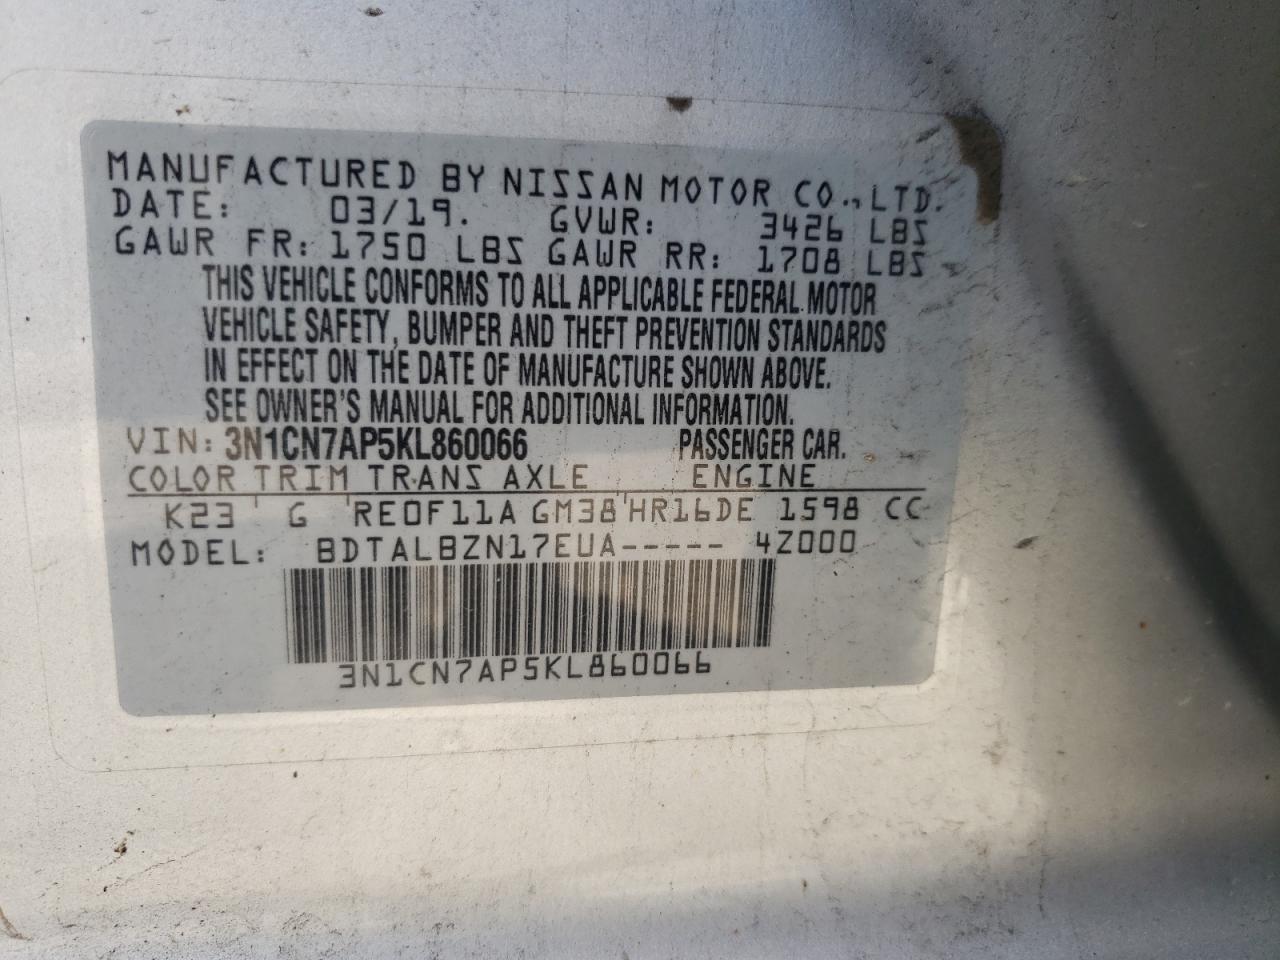 MANUFACTURED BY NISSAN MOTOR CO., LTD.
DATE: 03/19. GVWR: 3426 LBS
GAWR FR: 1750 LBS GAWR RR: 1708 LBS
THIS VEHICLE CONFORMS TO ALL APPLICABLE FEDERAL MOTOR
VEHICLE SAFETY, BUMPER AND THEFT PREVENTION STANDARDS
IN EFFECT ON THE DATE OF MANUFACTURE SHOWN ABOVE.
SEE OWNER'S MANUAL FOR ADDITIONAL INFORMATION.
VIN: 3N1CN7AP5KL860066 PASSENGER CAR.
COLOR TRIM TRANS AXLE ENGINE
K23 ' G RE0F11A GM38 ' HR16DE 1598 CC
MODEL: BDTALBZN17EUA----- 4Z000
3N1CN7AP5KL860066